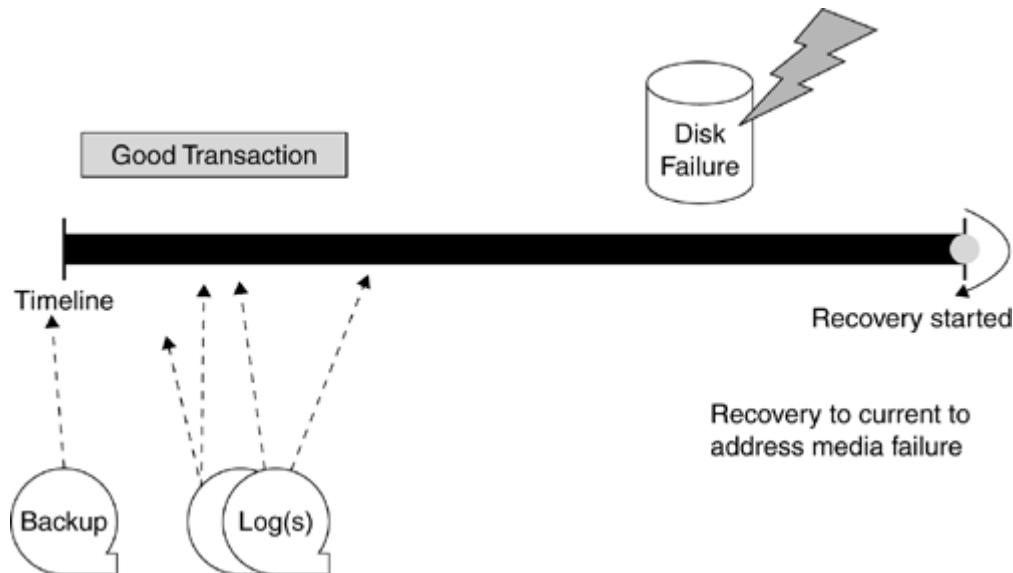 Disk
Failure
Good Transaction
Timeline
Recovery started
Recovery to current to
address media failure
Backup
Log(s)